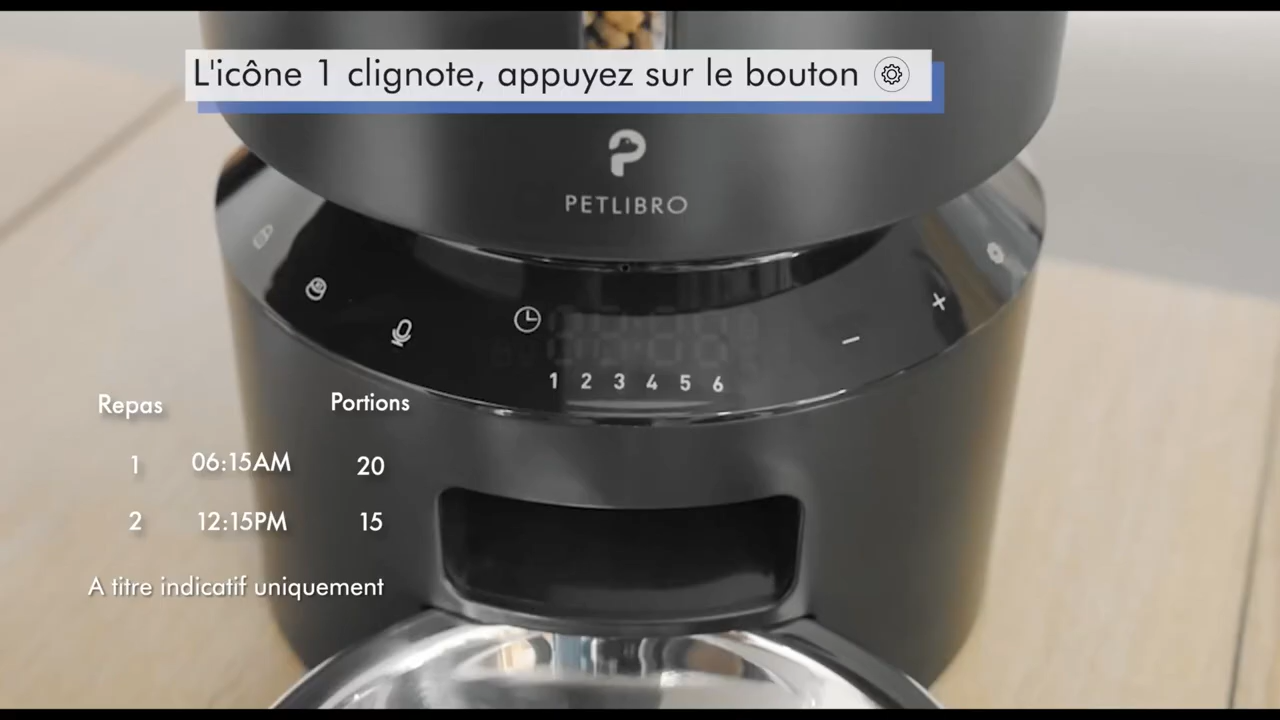 L'icône 1 clignote, appuyez sur le bouton
PETLIBRO
1 2 3 4 5 6
Repas Portions
1 06:15AM 20
2 12:15PM 15
A titre indicatif uniquement